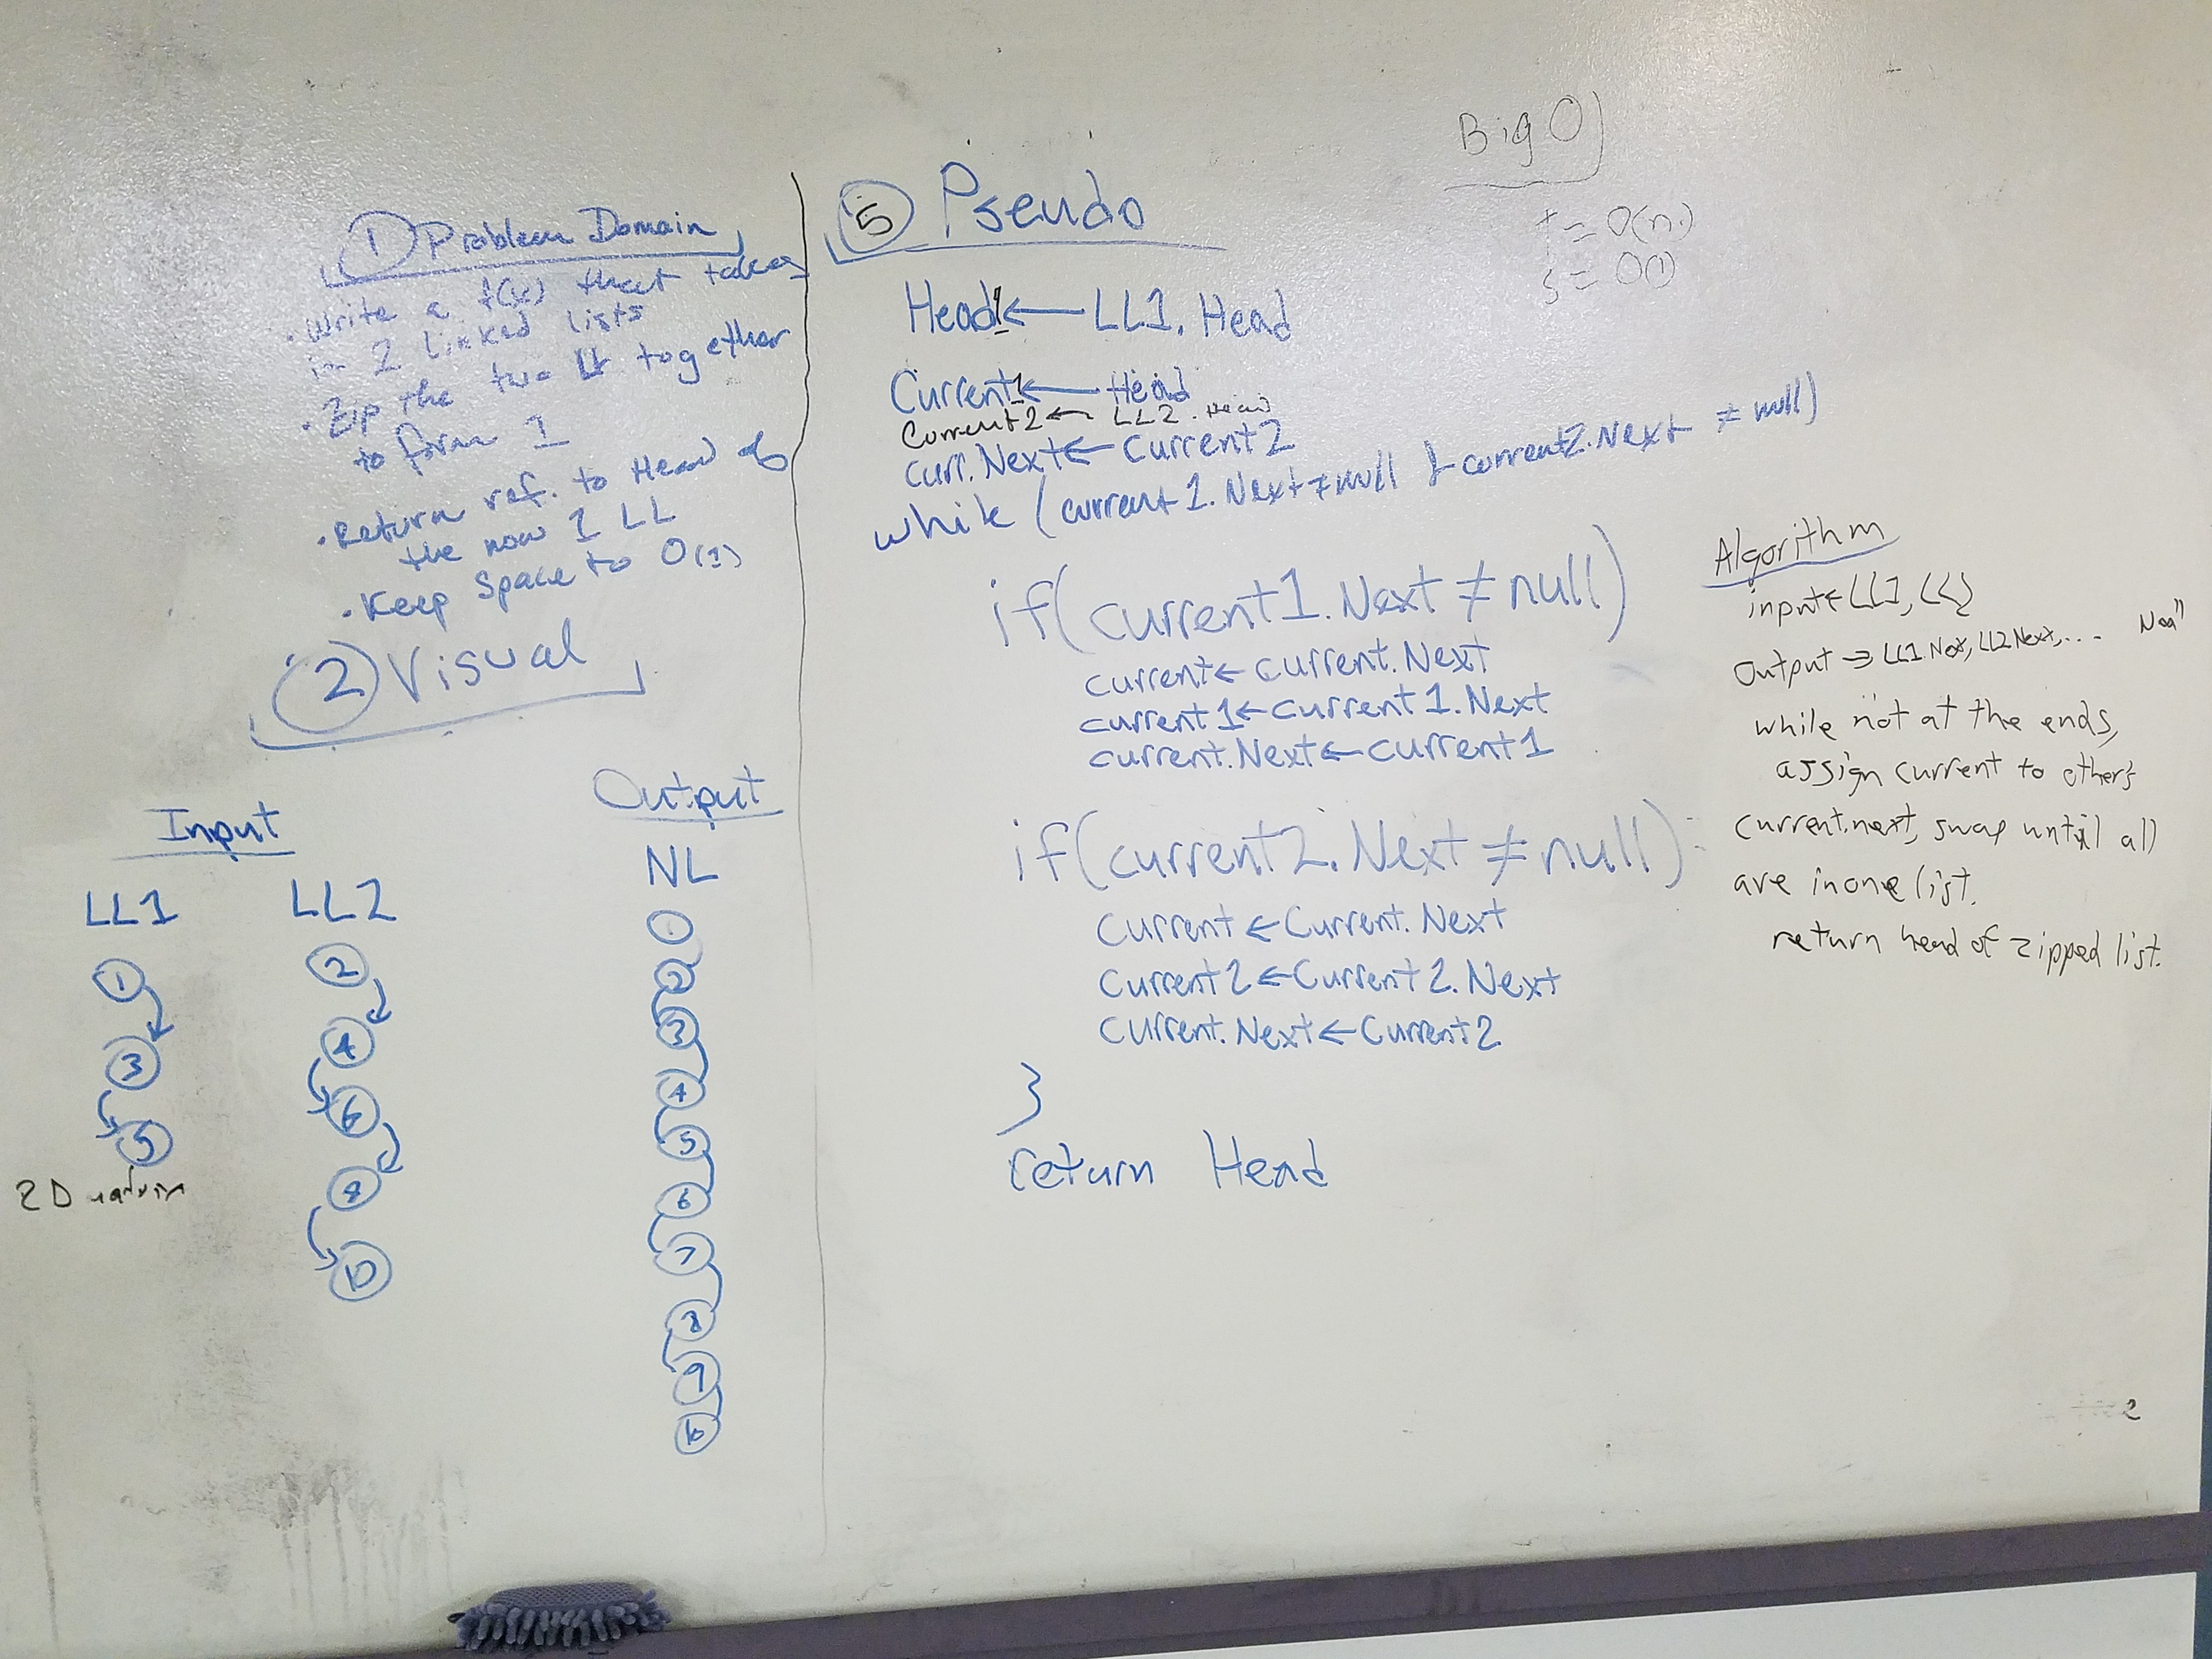 ① Problem Domain
· Write a f(x) that takes
in 2 linked lists
· Zip the two LL together
to form 1
· Return ref. to Head of
the now 1 LL
· Keep space to O(1)
② Visual
Input
LL1
1
3
5
LL2
2
4
6
8
10
Output
NL
2
3
4
5
6
7
8
9
10
2D
⑤ Pseudo
Head ← LL1. Head
Current ← Head
Current2 ← LL2. Head
curr.Next ← Current2
while (current1.Next ≠ null & current2.Next ≠ null)
if(current1.Next ≠ null)
current ← current.Next
current1 ← current1.Next
current.Next ← current1
if(current2.Next ≠ null)
Current ← Current.Next
Current2 ← Current2.Next
Current.Next ← Current2
}
return Head
Big O
t = O(n)
s = O(1)
Algorithm
input ← LL1, LL2
Output ⇒ LL1.Next, LL2.Next, ...
while not at the ends,
assign current to other's
current.next, swap until all
are in one list.
return head of zipped list.